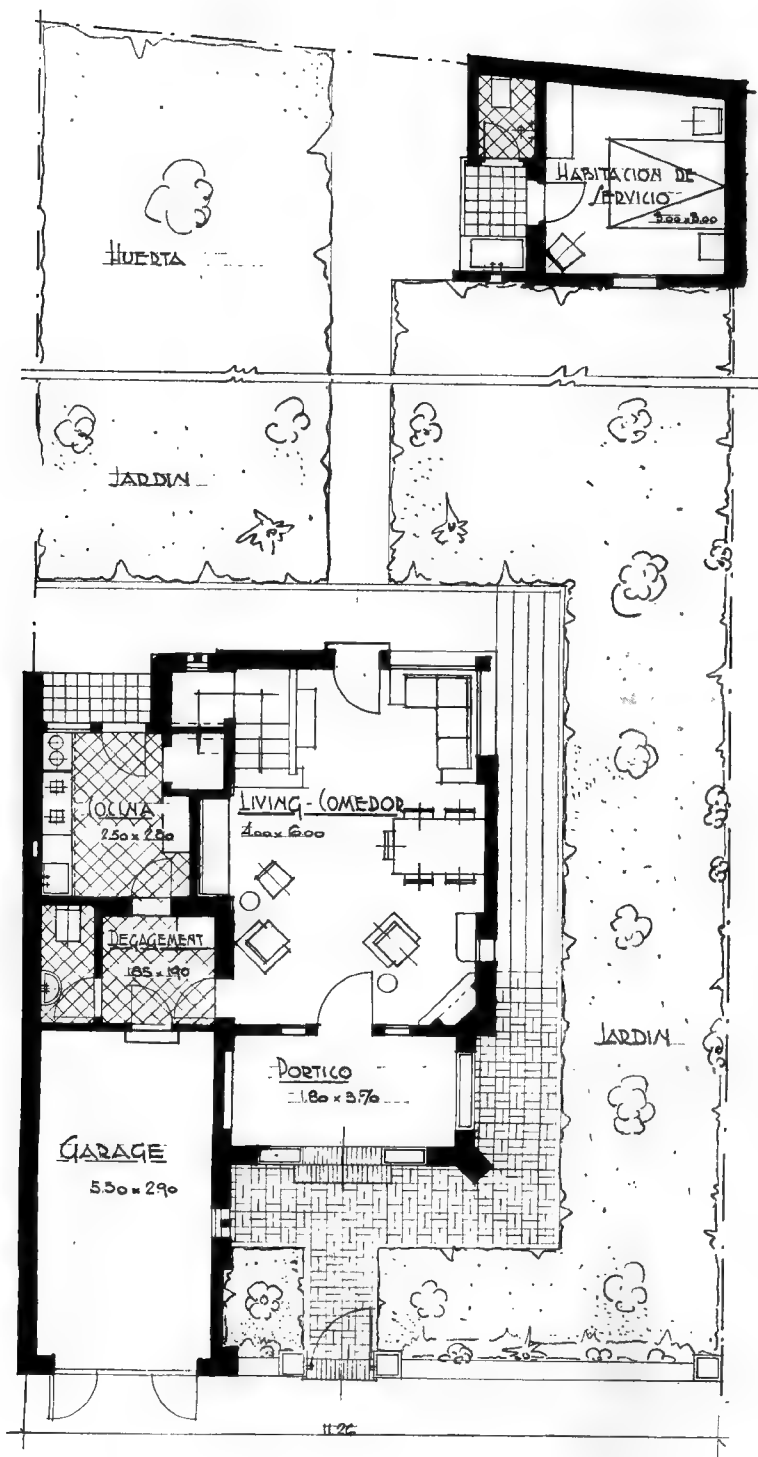 HABITACION DE
SERVICIO
3.00 x 3.00
HUERTA
JARDIN
COCINA
2.50 x 2.80
LIVING-COMEDOR
4.00 x 6.00
DEGAGEMENT
1.85 x 1.90
JARDIN
PORTICO
1.80 x 3.70
GARAGE
5.50 x 2.90
11.26